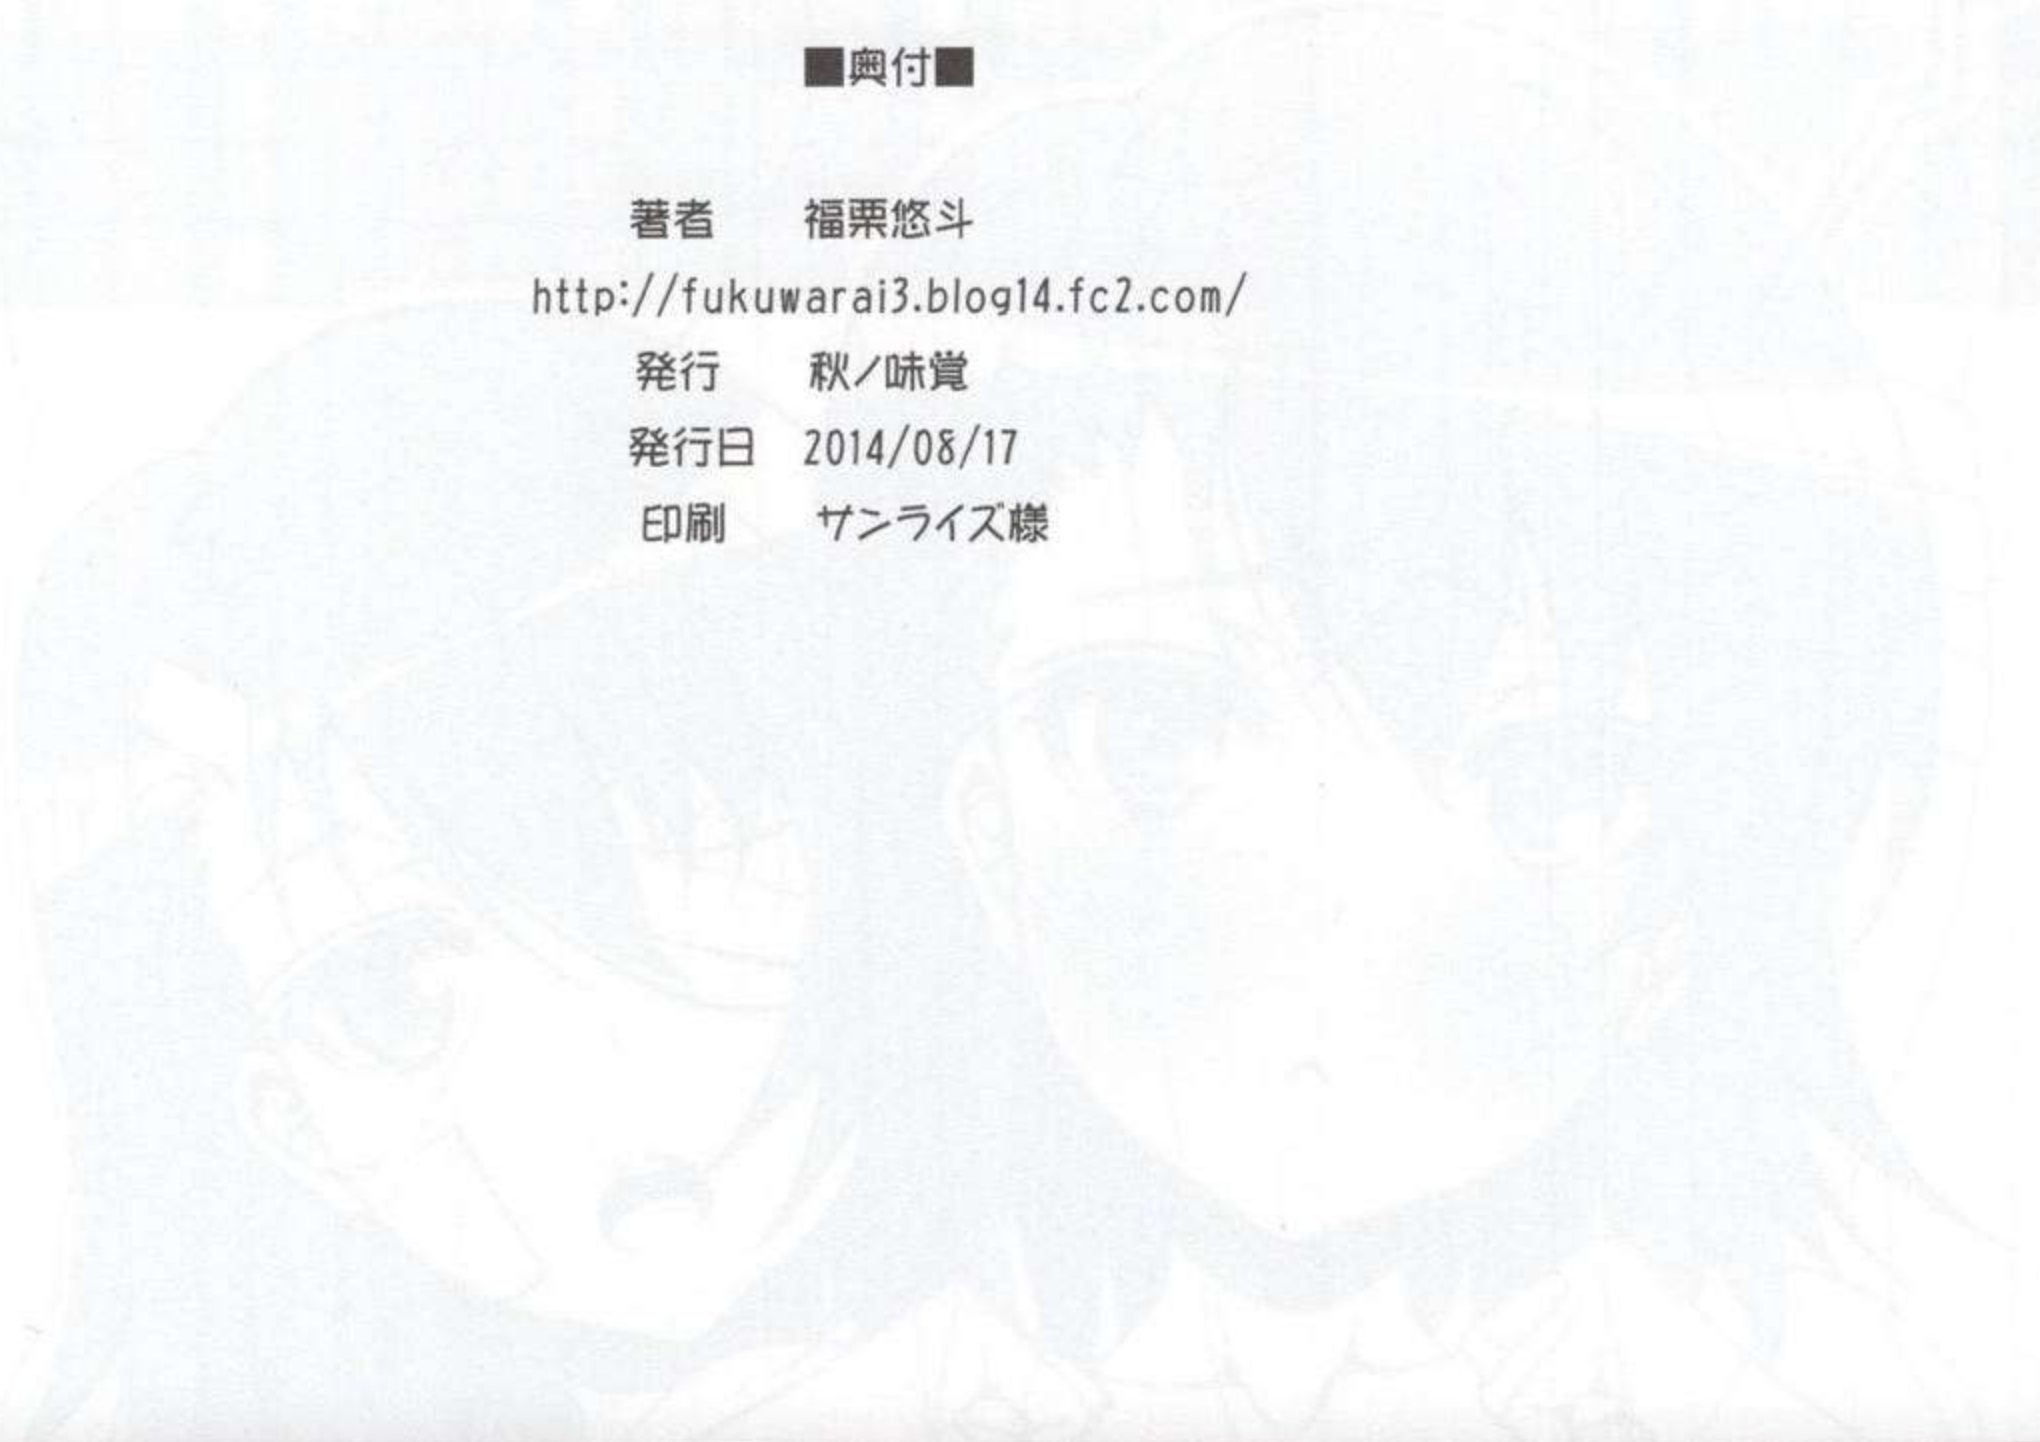 ■奥付■
著者 福栗悠斗
http://fukuwarai3.blog14.fc2.com/
発行 秋ノ味覚
発行日 2014/08/17
印刷 サンライズ様